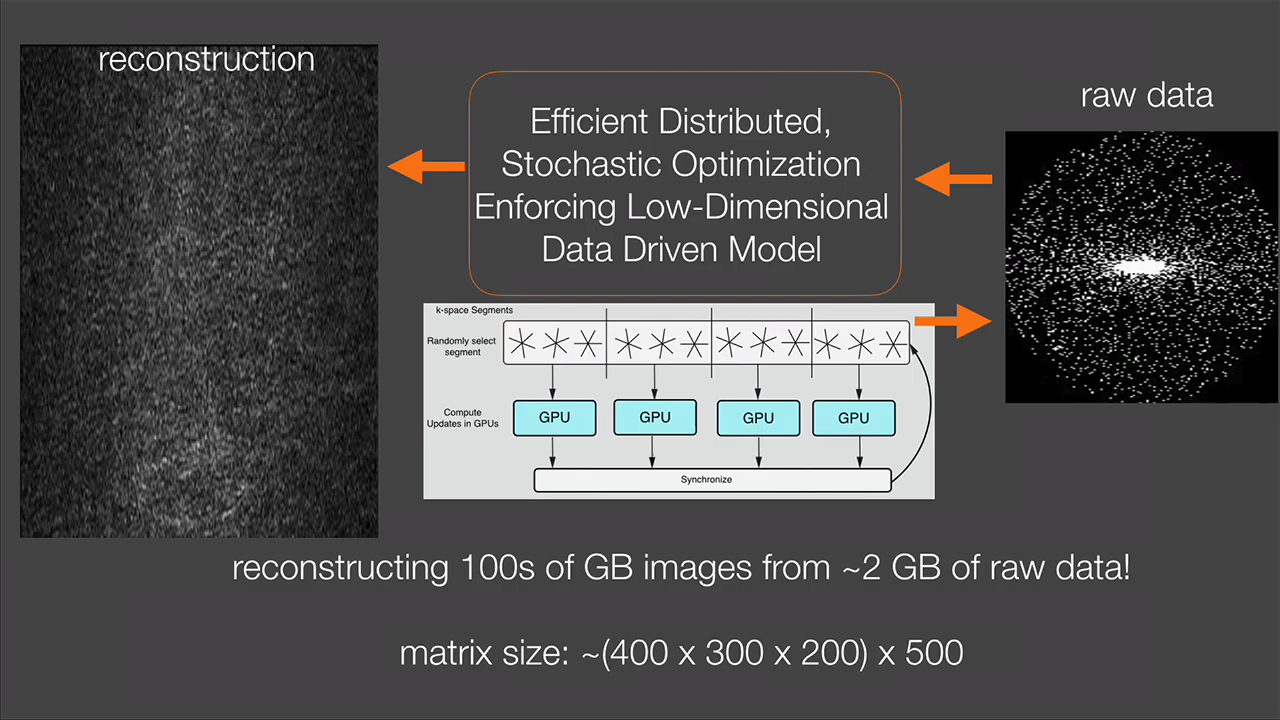 reconstruction
Efficient Distributed,
Stochastic Optimization
Enforcing Low-Dimensional
Data Driven Model
raw data
k-space Segments
Randomly select
segment
Compute
Updates in GPUs
GPU GPU GPU GPU
Synchronize
reconstructing 100s of GB images from ~2 GB of raw data!
matrix size: ~(400 x 300 x 200) x 500